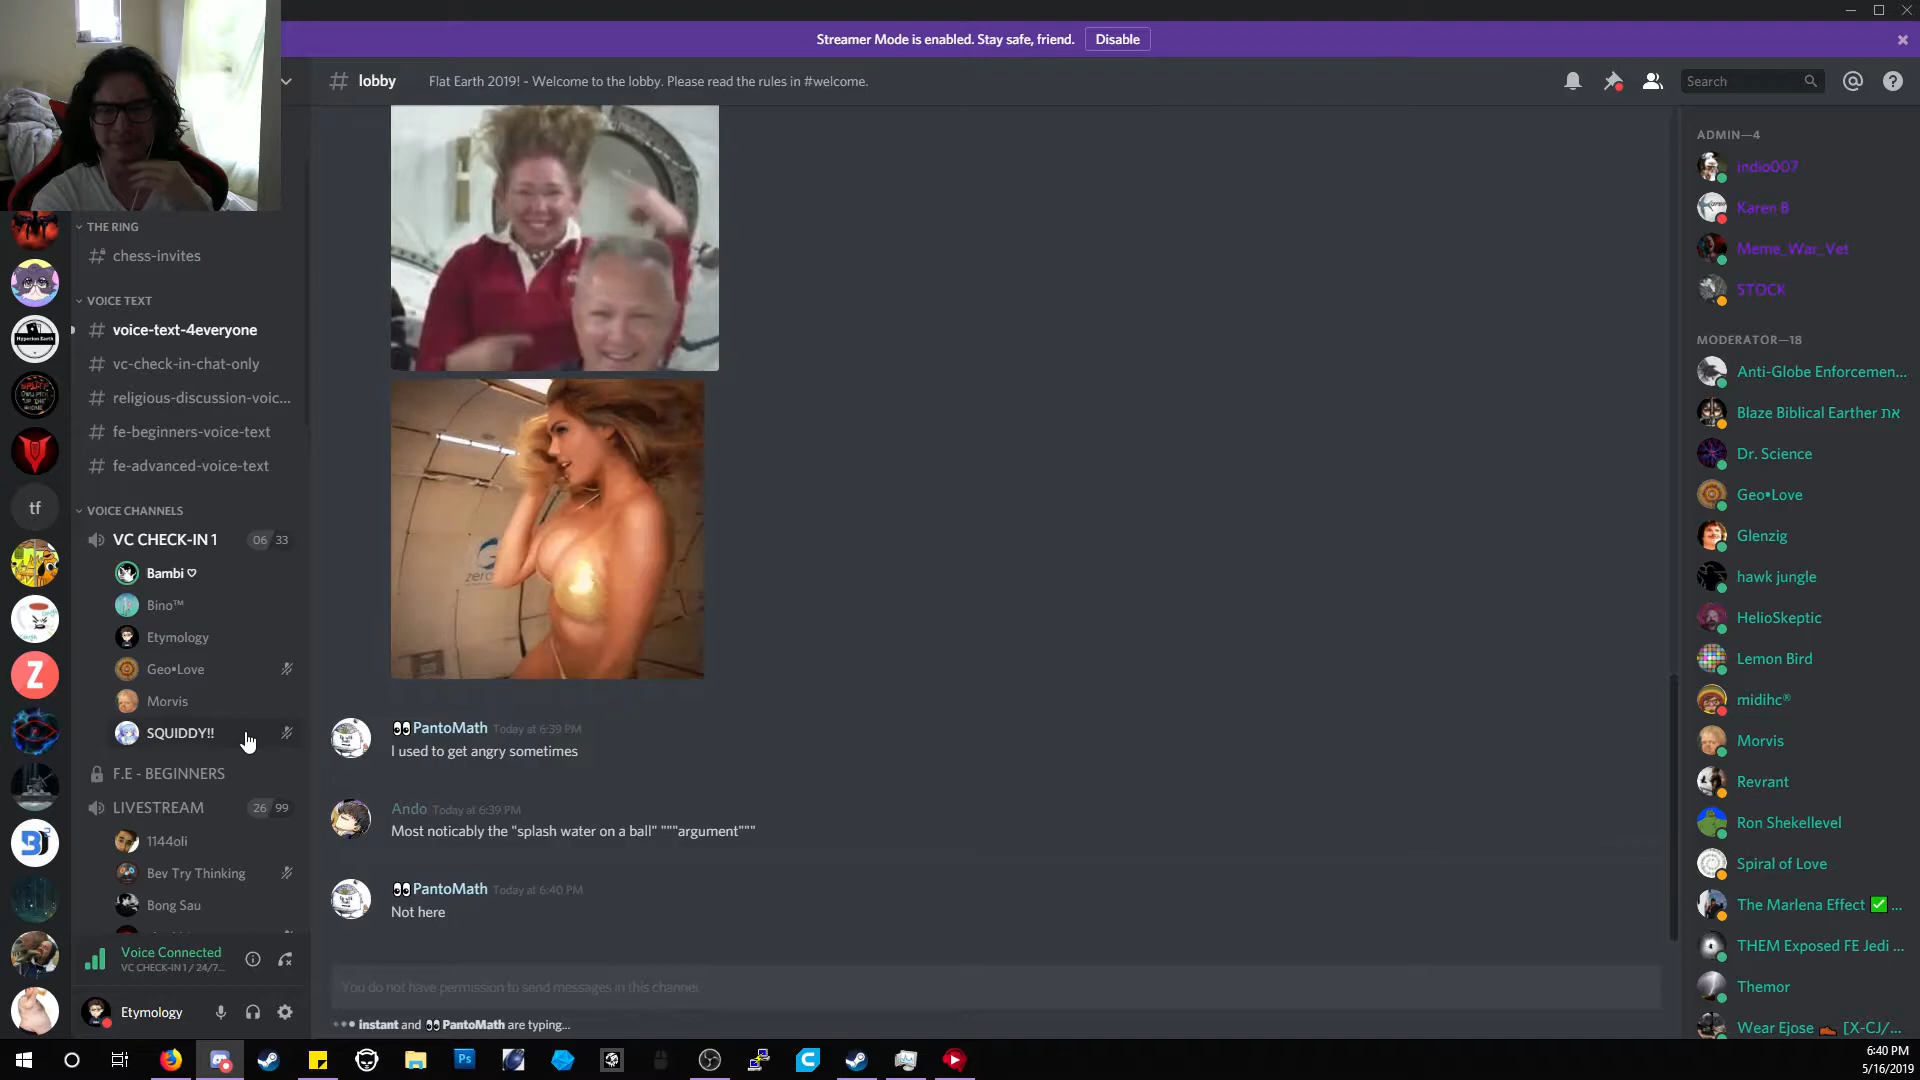 Streamer Mode is enabled. Stay safe, friend.
Disable
lobby
Flat Earth 2019! - Welcome to the lobby. Please read the rules in #welcome.
Search
THE RING
chess-invites
VOICE TEXT
voice-text-4everyone
vc-check-in-chat-only
religious-discussion-voic...
fe-beginners-voice-text
fe-advanced-voice-text
VOICE CHANNELS
VC CHECK-IN 1
06 33
Bambi ♡
Bino™
Etymology
Geo•Love
Morvis
SQUIDDY!!
F.E - BEGINNERS
LIVESTREAM
26 99
1144oli
Bev Try Thinking
Bong Sau
Voice Connected
VC CHECK-IN 1 / 24/7...
Etymology
Hyperion Earth
tf
Z
zero
👀PantoMath Today at 6:39 PM
I used to get angry sometimes
Ando Today at 6:39 PM
Most noticably the "splash water on a ball" """argument"""
👀PantoMath Today at 6:40 PM
Not here
You do not have permission to send messages in this channel.
instant and 👀PantoMath are typing...
ADMIN—4
indio007
Karen B
Meme_War_Vet
STOCK
MODERATOR—18
Anti-Globe Enforcemen...
Blaze Biblical Earther את
Dr. Science
Geo•Love
Glenzig
hawk jungle
HelioSkeptic
Lemon Bird
midihc®
Morvis
Revrant
Ron Shekellevel
Spiral of Love
The Marlena Effect ✅ ...
THEM Exposed FE Jedi ...
Themor
Wear Ejose 👞 [X-CJ/...
Ps
6:40 PM
5/16/2019